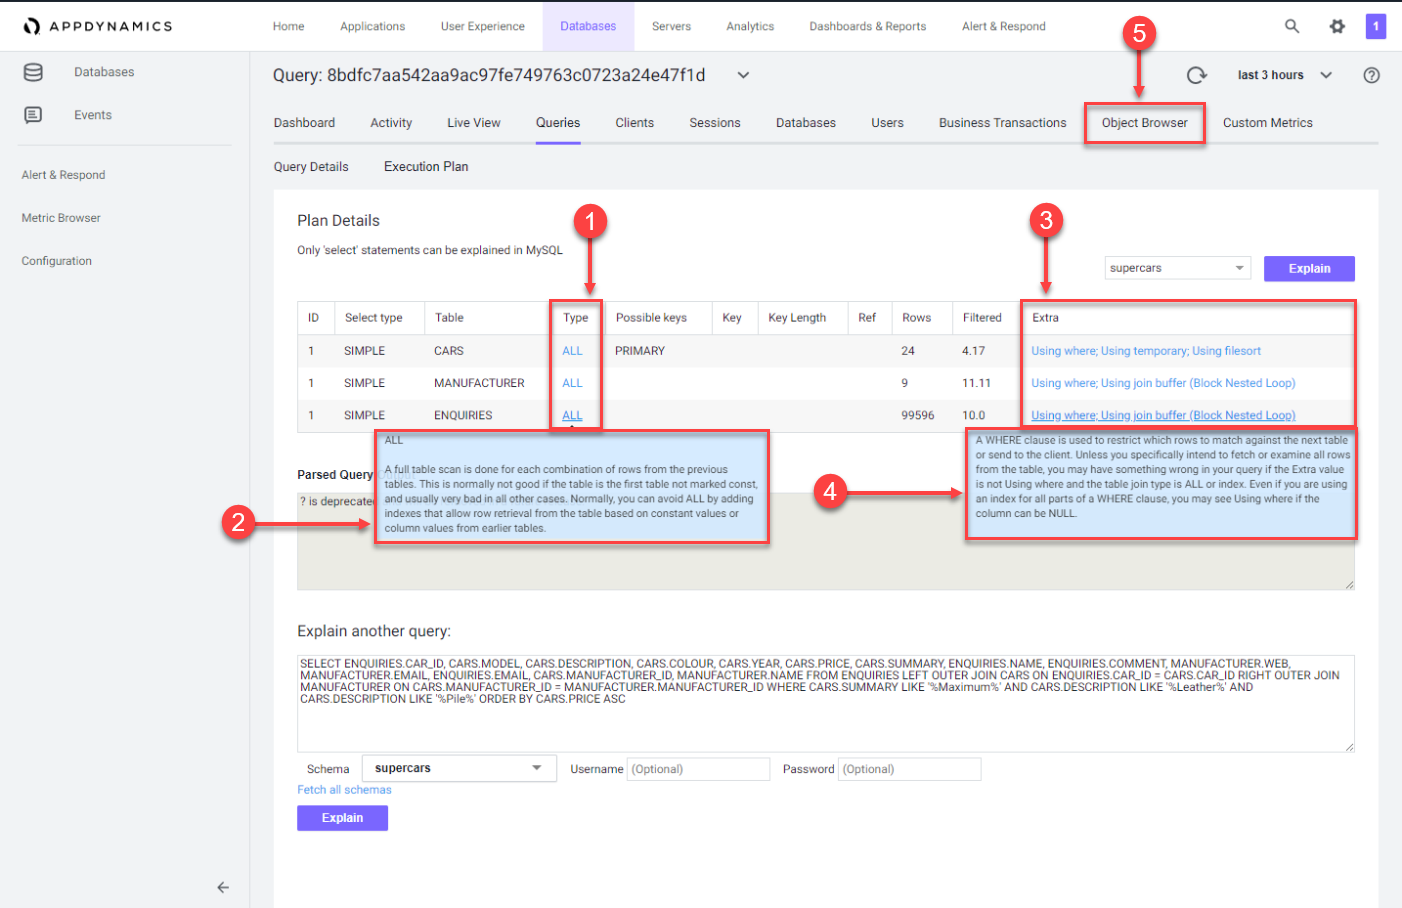 APPDYNAMICS
Home Applications User Experience Databases Servers Analytics Dashboards & Reports Alert & Respond 1
5
Databases
Events
Alert & Respond
Metric Browser
Configuration
Query: 8bdfc7aa542aa9ac97fe749763c0723a24e47f1d
last 3 hours ?
Dashboard Activity Live View Queries Clients Sessions Databases Users Business Transactions Object Browser Custom Metrics
Query Details Execution Plan
Plan Details
1
3
Only 'select' statements can be explained in MySQL
supercars Explain
ID Select type Table Type Possible keys Key Key Length Ref Rows Filtered Extra
1 SIMPLE CARS ALL PRIMARY 24 4.17 Using where; Using temporary; Using filesort
1 SIMPLE MANUFACTURER ALL 9 11.11 Using where; Using join buffer (Block Nested Loop)
1 SIMPLE ENQUIRIES ALL 99596 10.0 Using where; Using join buffer (Block Nested Loop)
ALL
A full table scan is done for each combination of rows from the previous
tables. This is normally not good if the table is the first table not marked const,
and usually very bad in all other cases. Normally, you can avoid ALL by adding
indexes that allow row retrieval from the table based on constant values or
column values from earlier tables.
A WHERE clause is used to restrict which rows to match against the next table
or send to the client. Unless you specifically intend to fetch or examine all rows
from the table, you may have something wrong in your query if the Extra value
is not Using where and the table join type is ALL or index. Even if you are using
an index for all parts of a WHERE clause, you may see Using where if the
column can be NULL.
Parsed Query
? is deprecated
2
4
Explain another query:
SELECT ENQUIRIES.CAR_ID, CARS.MODEL, CARS.DESCRIPTION, CARS.COLOUR, CARS.YEAR, CARS.PRICE, CARS.SUMMARY, ENQUIRIES.NAME, ENQUIRIES.COMMENT, MANUFACTURER.WEB,
MANUFACTURER.EMAIL, ENQUIRIES.EMAIL, CARS.MANUFACTURER_ID, MANUFACTURER.NAME FROM ENQUIRIES LEFT OUTER JOIN CARS ON ENQUIRIES.CAR_ID = CARS.CAR_ID RIGHT OUTER JOIN
MANUFACTURER ON CARS.MANUFACTURER_ID = MANUFACTURER.MANUFACTURER_ID WHERE CARS.SUMMARY LIKE '%Maximum%' AND CARS.DESCRIPTION LIKE '%Leather%' AND
CARS.DESCRIPTION LIKE '%Pile%' ORDER BY CARS.PRICE ASC
Schema supercars Username (Optional) Password (Optional)
Fetch all schemas
Explain